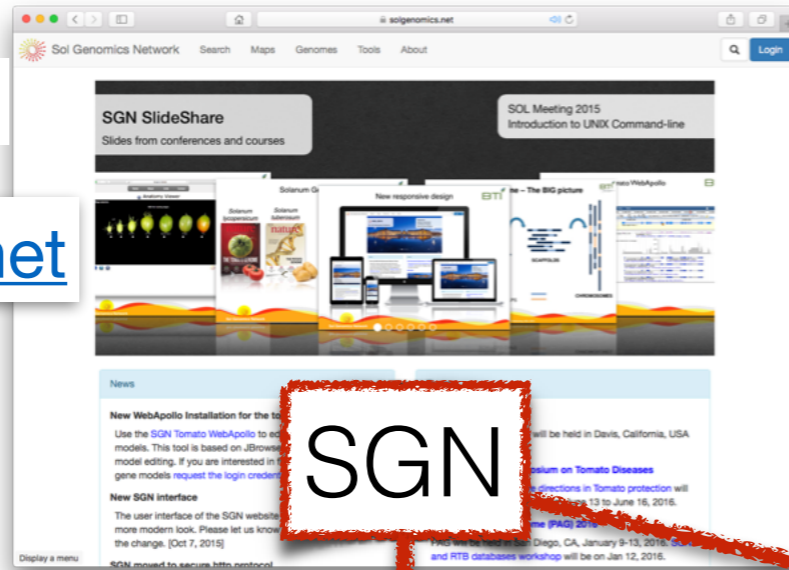 solgenomics.net
Sol Genomics Network Search Maps Genomes Tools About Login
SGN SlideShare
Slides from conferences and courses
SOL Meeting 2015
Introduction to UNIX Command-line
Anatomy Viewer
Solanum
lycopersicum
Solanum
tuberosum
nature
New responsive design
BTI
The BIG picture
SCAFFOLDS
CHROMOSOMES
WebApollo
net
News
New WebApollo Installation for the
Use the SGN Tomato WebApollo to
models. This tool is based on JBrowse
model editing. If you are interested in
gene models request the login
New SGN interface
The user interface of the SGN website
more modern look. Please let us know
the change. [Oct 7, 2015]
SGN moved to secure http protocol
SGN
will be held in Davis, California, USA
on Tomato Diseases
directions in Tomato protection will
13 to June 16, 2016.
(PAG)
PAG will be held in San Diego, CA, January 9-13, 2016.
and RTB databases workshop will be on Jan 12, 2016.
Display a menu